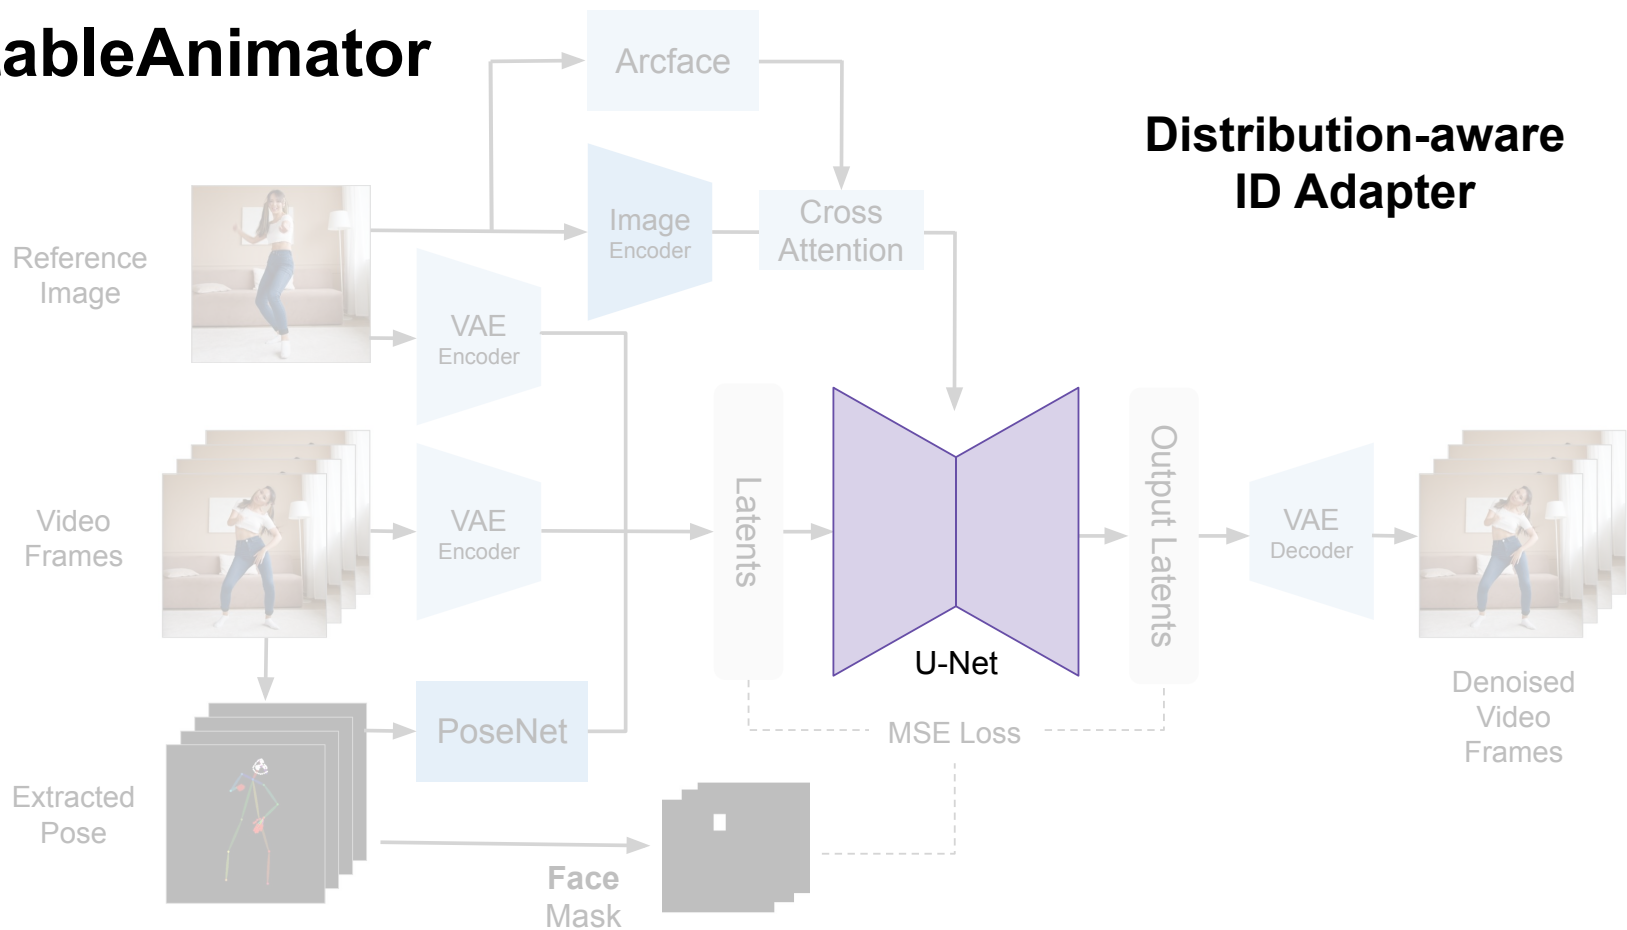 ableAnimator
Arcface
Distribution-aware
ID Adapter
Image
Encoder
Cross
Attention
Reference
Image
VAE
Encoder
Video
Frames
VAE
Encoder
Latents
U-Net
Output Latents
VAE
Decoder
Denoised
Video
Frames
PoseNet
MSE Loss
Extracted
Pose
Face
Mask